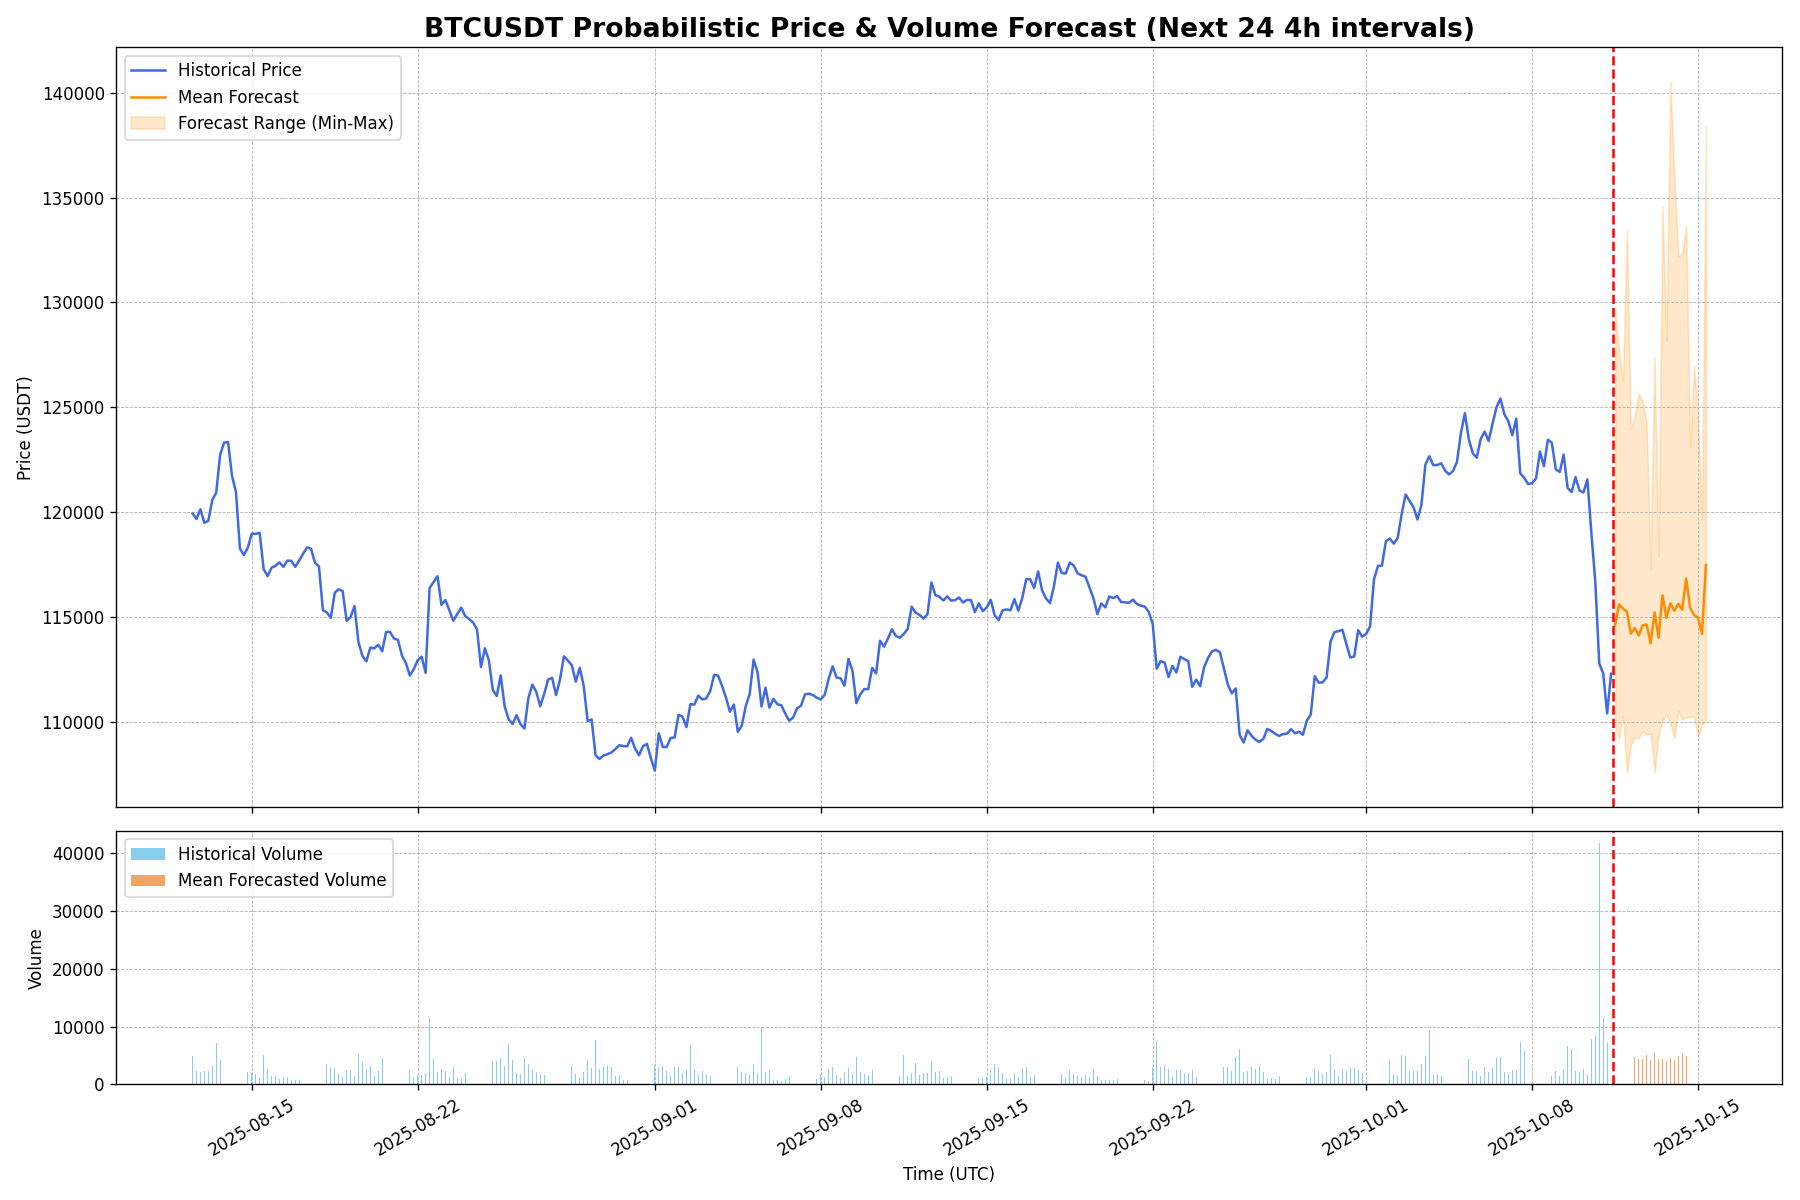 BTCUSDT Probabilistic Price & Volume Forecast (Next 24 4h intervals)
Historical Price
Mean Forecast
Forecast Range (Min-Max)
140000
135000
130000
125000
120000
115000
110000
Price (USDT)
Historical Volume
Mean Forecasted Volume
40000
30000
20000
10000
0
Volume
2025-08-15
2025-08-22
2025-09-01
2025-09-08
2025-09-15
2025-09-22
2025-10-01
2025-10-08
2025-10-15
Time (UTC)